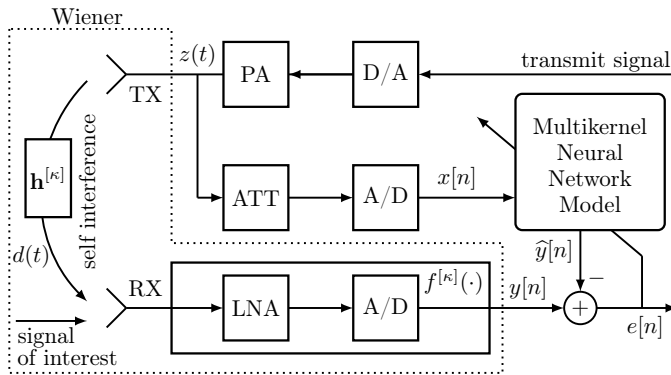 Wiener
z(t)
PA
D/A
transmit signal
TX
h^{[κ]}
self interference
ATT
A/D
x[n]
Multikernel
Neural
Network
Model
d(t)
ŷ[n]
−
RX
LNA
A/D
f^{[κ]}(·)
y[n]
+
e[n]
signal
of interest